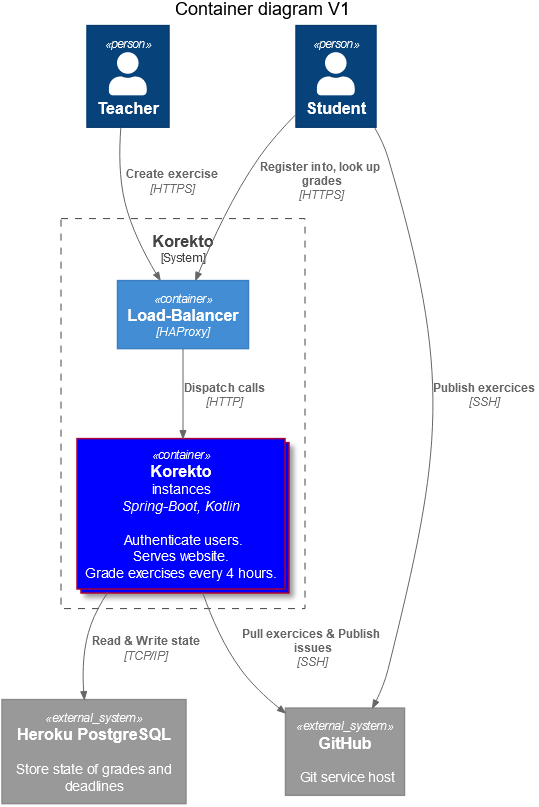 Container diagram V1
«person»
Teacher
«person»
Student
Create exercise
[HTTPS]
Register into, look up
grades
[HTTPS]
Korekto
[System]
«container»
Load-Balancer
[HAProxy]
Dispatch calls
[HTTP]
Publish exercices
[SSH]
«container»
Korekto
instances
Spring-Boot, Kotlin
Authenticate users.
Serves website.
Grade exercises every 4 hours.
Read & Write state
[TCP/IP]
Pull exercices & Publish
issues
[SSH]
«external_system»
Heroku PostgreSQL
Store state of grades and
deadlines
«external_system»
GitHub
Git service host